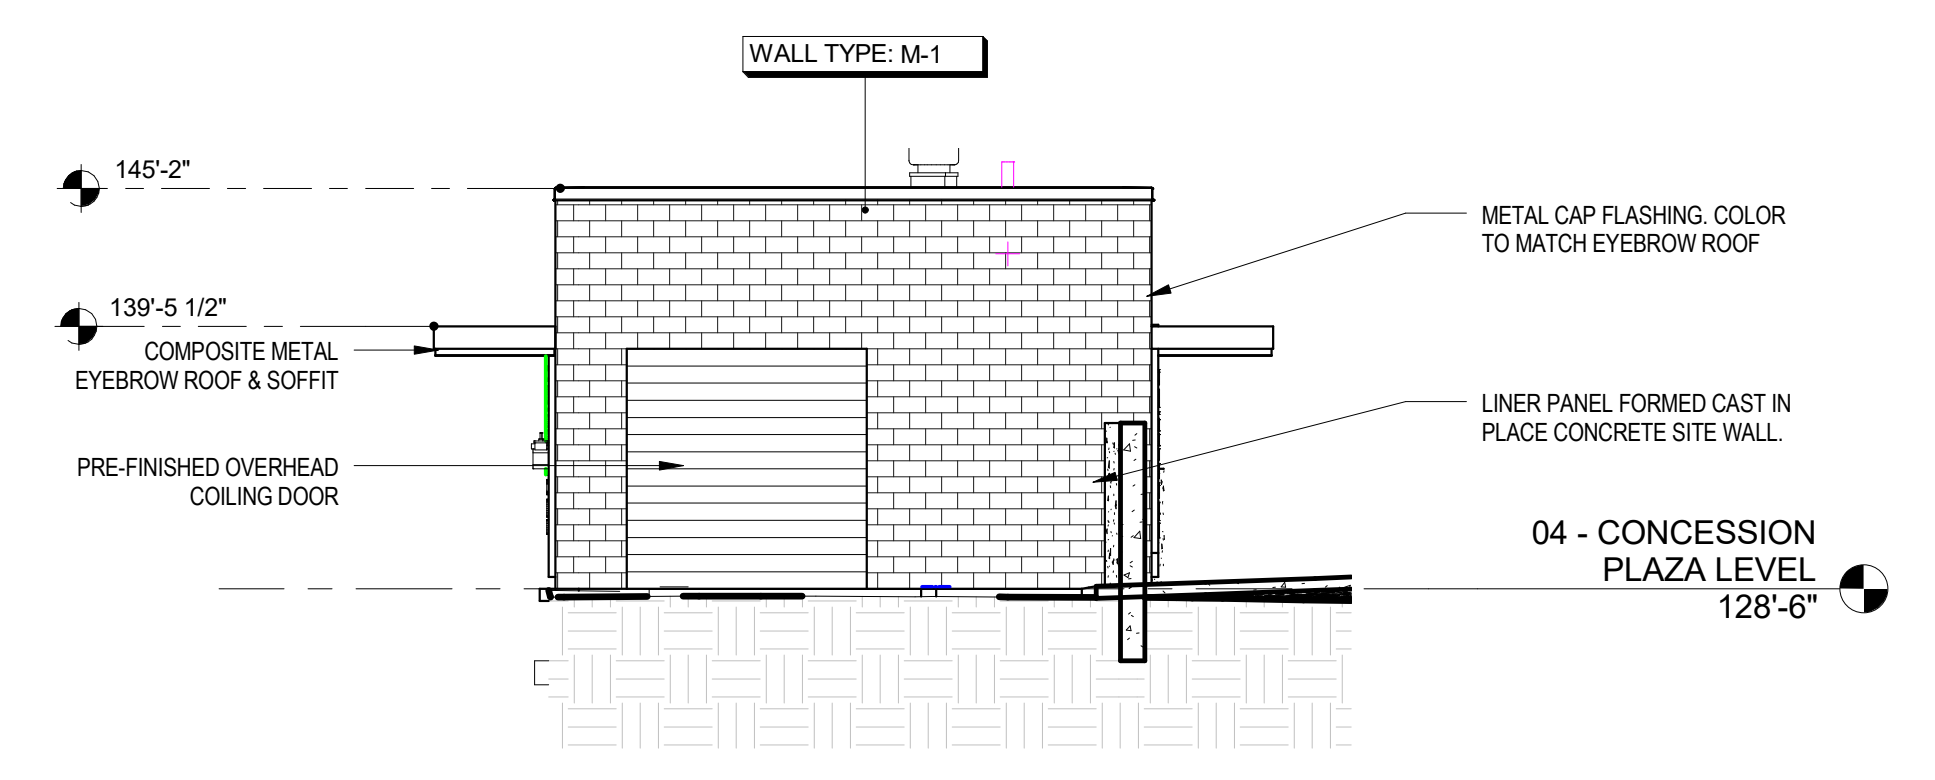 WALL TYPE: M-1
145'-2"
METAL CAP FLASHING. COLOR
TO MATCH EYEBROW ROOF
139'-5 1/2"
COMPOSITE METAL
EYEBROW ROOF & SOFFIT
LINER PANEL FORMED CAST IN
PLACE CONCRETE SITE WALL.
PRE-FINISHED OVERHEAD
COILING DOOR
04 - CONCESSION
PLAZA LEVEL
128'-6"